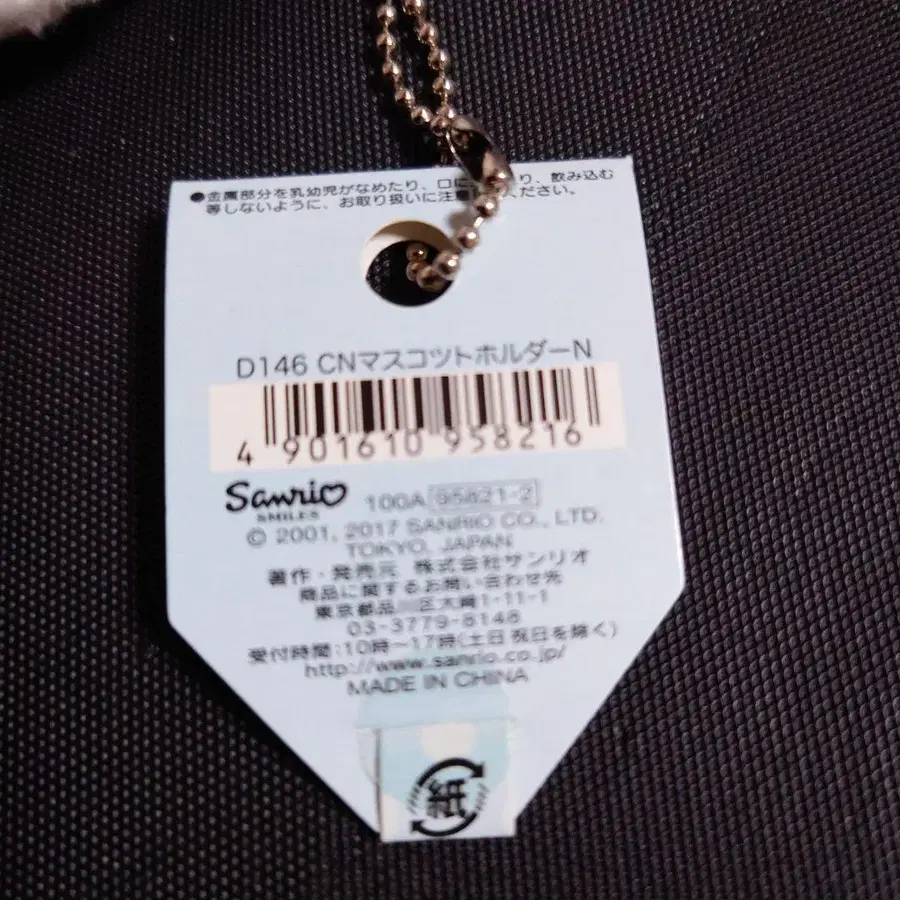 ●金属部分を乳幼児がなめたり、口に り、飲み込む
等しないように、お取り扱いに注意 ください。
D146 CNマスコットホルダーN
4 901610 958216
Sanrio 100A 95821-2
SMILES
© 2001, 2017 SANRIO CO., LTD.
TOKYO, JAPAN
著作・発売元 株式会社サンリオ
商品に関するお問い合わせ先
東京都品川区大崎1-11-1
03-3779-8148
受付時間：10時〜17時(土日祝日を除く)
http://www.sanrio.co.jp/
MADE IN CHINA
紙